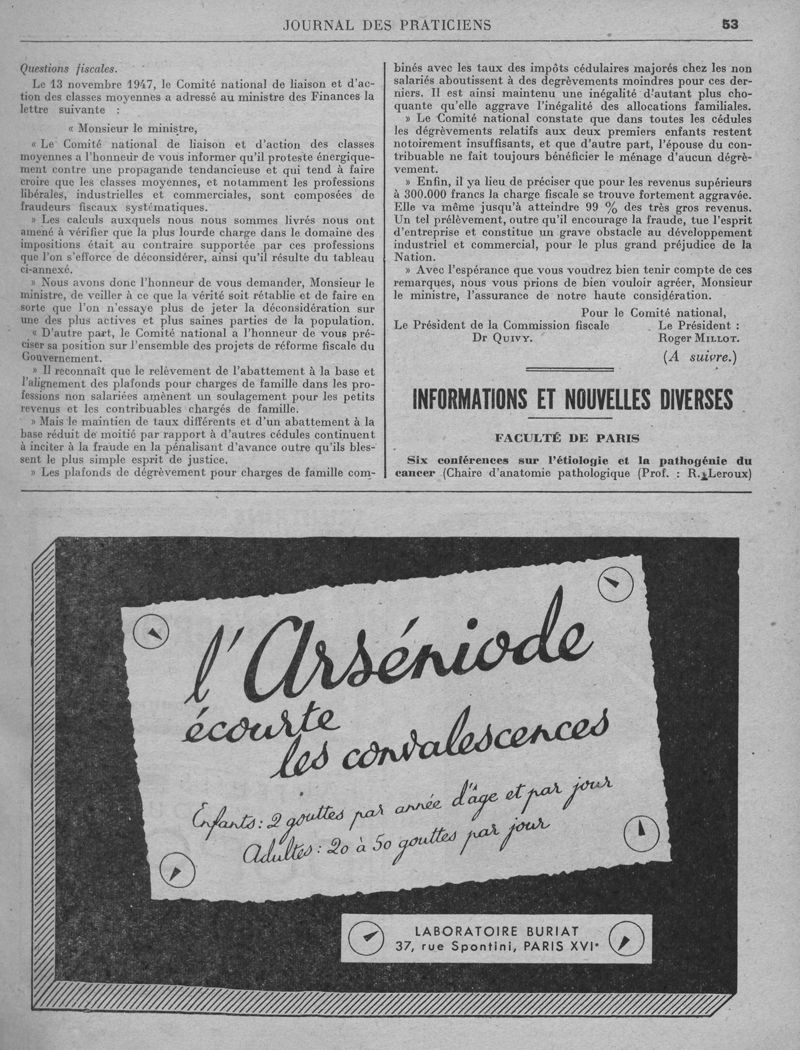 JOURNAL DES PRATICIENS
53
Questions fiscales.
Le 13 novembre 1947, le Comité national de liaison et d'ac-
tion des classes moyennes a adressé au ministre des Finances la
lettre suivante :
« Monsieur le ministre,
« Le Comité national de liaison et d'action des classes
moyennes a l'honneur de vous informer qu'il proteste énergique-
ment contre une propagande tendancieuse et qui tend à faire
croire que les classes moyennes, et notamment les professions
libérales, industrielles et commerciales, sont composées de
fraudeurs fiscaux systématiques.
» Les calculs auxquels nous nous sommes livrés nous ont
amené à vérifier que la plus lourde charge dans le domaine des
impositions était au contraire supportée par ces professions
que l'on s'efforce de déconsidérer, ainsi qu'il résulte du tableau
ci-annexé.
» Nous avons donc l'honneur de vous demander, Monsieur le
ministre, de veiller à ce que la vérité soit rétablie et de faire en
sorte que l'on n'essaye plus de jeter la déconsidération sur
une des plus actives et plus saines parties de la population.
« D'autre part, le Comité national a l'honneur de vous pré-
ciser sa position sur l'ensemble des projets de réforme fiscale du
Gouvernement.
» Il reconnaît que le relèvement de l'abattement à la base et
l'alignement des plafonds pour charges de famille dans les pro-
fessions non salariées amènent un soulagement pour les petits
revenus et les contribuables chargés de famille.
» Mais le maintien de taux différents et d'un abattement à la
base réduit de moitié par rapport à d'autres cédules continuent
à inciter à la fraude en la pénalisant d'avance outre qu'ils bles-
sent le plus simple esprit de justice.
» Les plafonds de dégrèvement pour charges de famille com-
binés avec les taux des impôts cédulaires majorés chez les non
salariés aboutissent à des degrèvements moindres pour ces der-
niers. Il est ainsi maintenu une inégalité d'autant plus cho-
quante qu'elle aggrave l'inégalité des allocations familiales.
» Le Comité national constate que dans toutes les cédules
les dégrèvements relatifs aux deux premiers enfants restent
notoirement insuffisants, et que d'autre part, l'épouse du con-
tribuable ne fait toujours bénéficier le ménage d'aucun dégrè-
vement.
» Enfin, il ya lieu de préciser que pour les revenus supérieurs
à 300.000 francs la charge fiscale se trouve fortement aggravée.
Elle va même jusqu'à atteindre 99 % des très gros revenus.
Un tel prélèvement, outre qu'il encourage la fraude, tue l'esprit
d'entreprise et constitue un grave obstacle au développement
industriel et commercial, pour le plus grand préjudice de la
Nation.
» Avec l'espérance que vous voudrez bien tenir compte de ces
remarques, nous vous prions de bien vouloir agréer, Monsieur
le ministre, l'assurance de notre haute considération.
Pour le Comité national,
Le Président de la Commission fiscale Le Président :
Dr QUIVY. Roger MILLOT.
(A suivre.)
INFORMATIONS ET NOUVELLES DIVERSES
FACULTÉ DE PARIS
Six conférences sur l'étiologie et la pathogénie du
cancer (Chaire d'anatomie pathologique (Prof. : R. Leroux)
l'Arséniode
écourte
les convalescences
Enfants : 2 gouttes par année d'âge et par jour
Adultes : 20 à 50 gouttes par jour
LABORATOIRE BURIAT
37, rue Spontini, PARIS XVIe